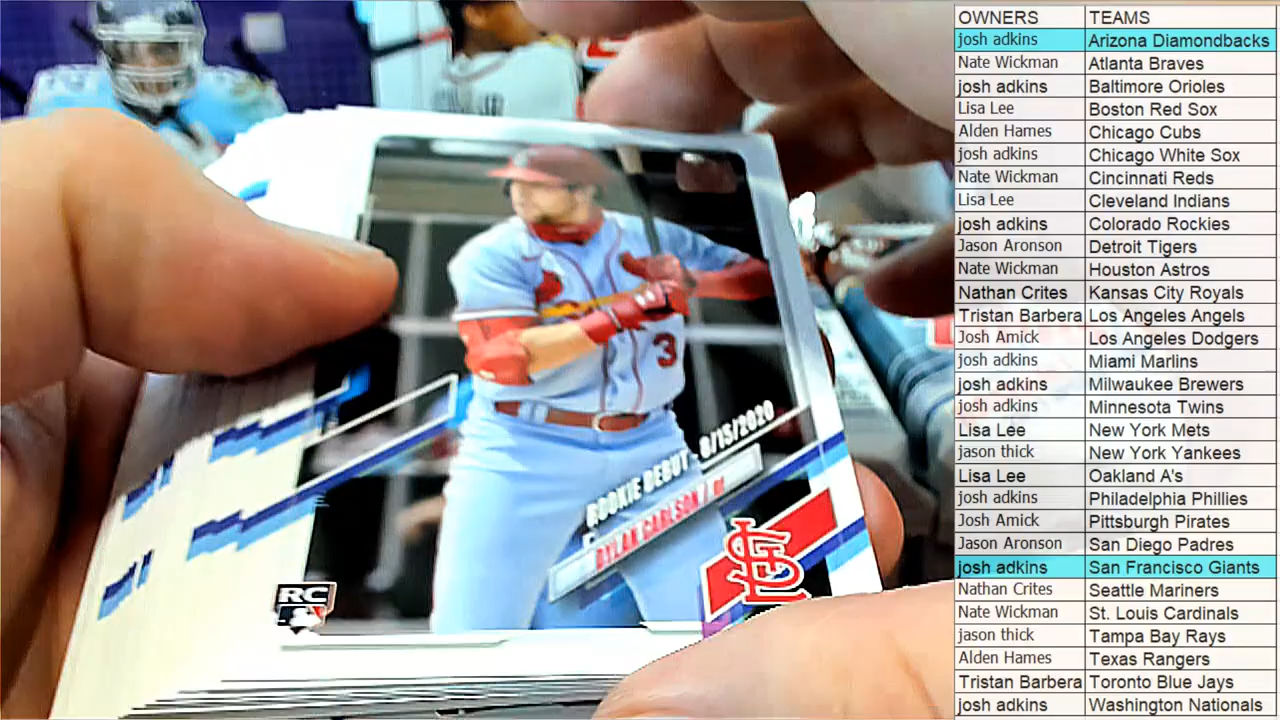 OWNERS TEAMS
josh adkins Arizona Diamondbacks
Nate Wickman Atlanta Braves
josh adkins Baltimore Orioles
Lisa Lee Boston Red Sox
Alden Hames Chicago Cubs
josh adkins Chicago White Sox
Nate Wickman Cincinnati Reds
Lisa Lee Cleveland Indians
josh adkins Colorado Rockies
Jason Aronson Detroit Tigers
Nate Wickman Houston Astros
Nathan Crites Kansas City Royals
Tristan Barbera Los Angeles Angels
Josh Amick Los Angeles Dodgers
josh adkins Miami Marlins
josh adkins Milwaukee Brewers
josh adkins Minnesota Twins
Lisa Lee New York Mets
jason thick New York Yankees
Lisa Lee Oakland A's
josh adkins Philadelphia Phillies
Josh Amick Pittsburgh Pirates
Jason Aronson San Diego Padres
josh adkins San Francisco Giants
Nathan Crites Seattle Mariners
Nate Wickman St. Louis Cardinals
jason thick Tampa Bay Rays
Alden Hames Texas Rangers
Tristan Barbera Toronto Blue Jays
josh adkins Washington Nationals
3
ROOKIE DEBUT 8/15/2020
DYLAN CARLSON / OF
STL
RC